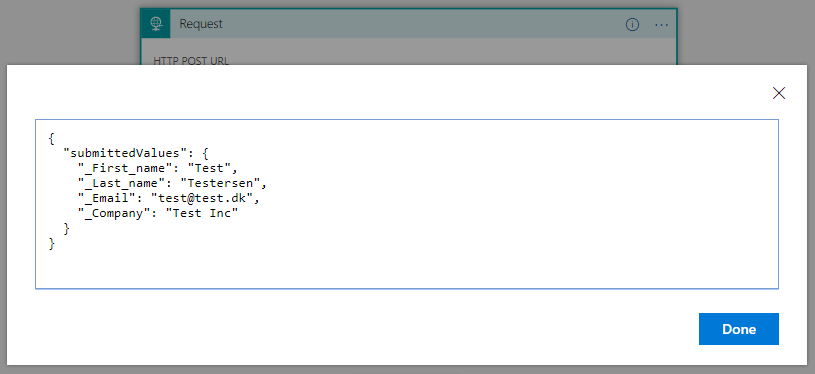 Request
HTTP POST URL
{
  "submittedValues": {
    "_First_name": "Test",
    "_Last_name": "Testersen",
    "_Email": "test@test.dk",
    "_Company": "Test Inc"
  }
}
Done